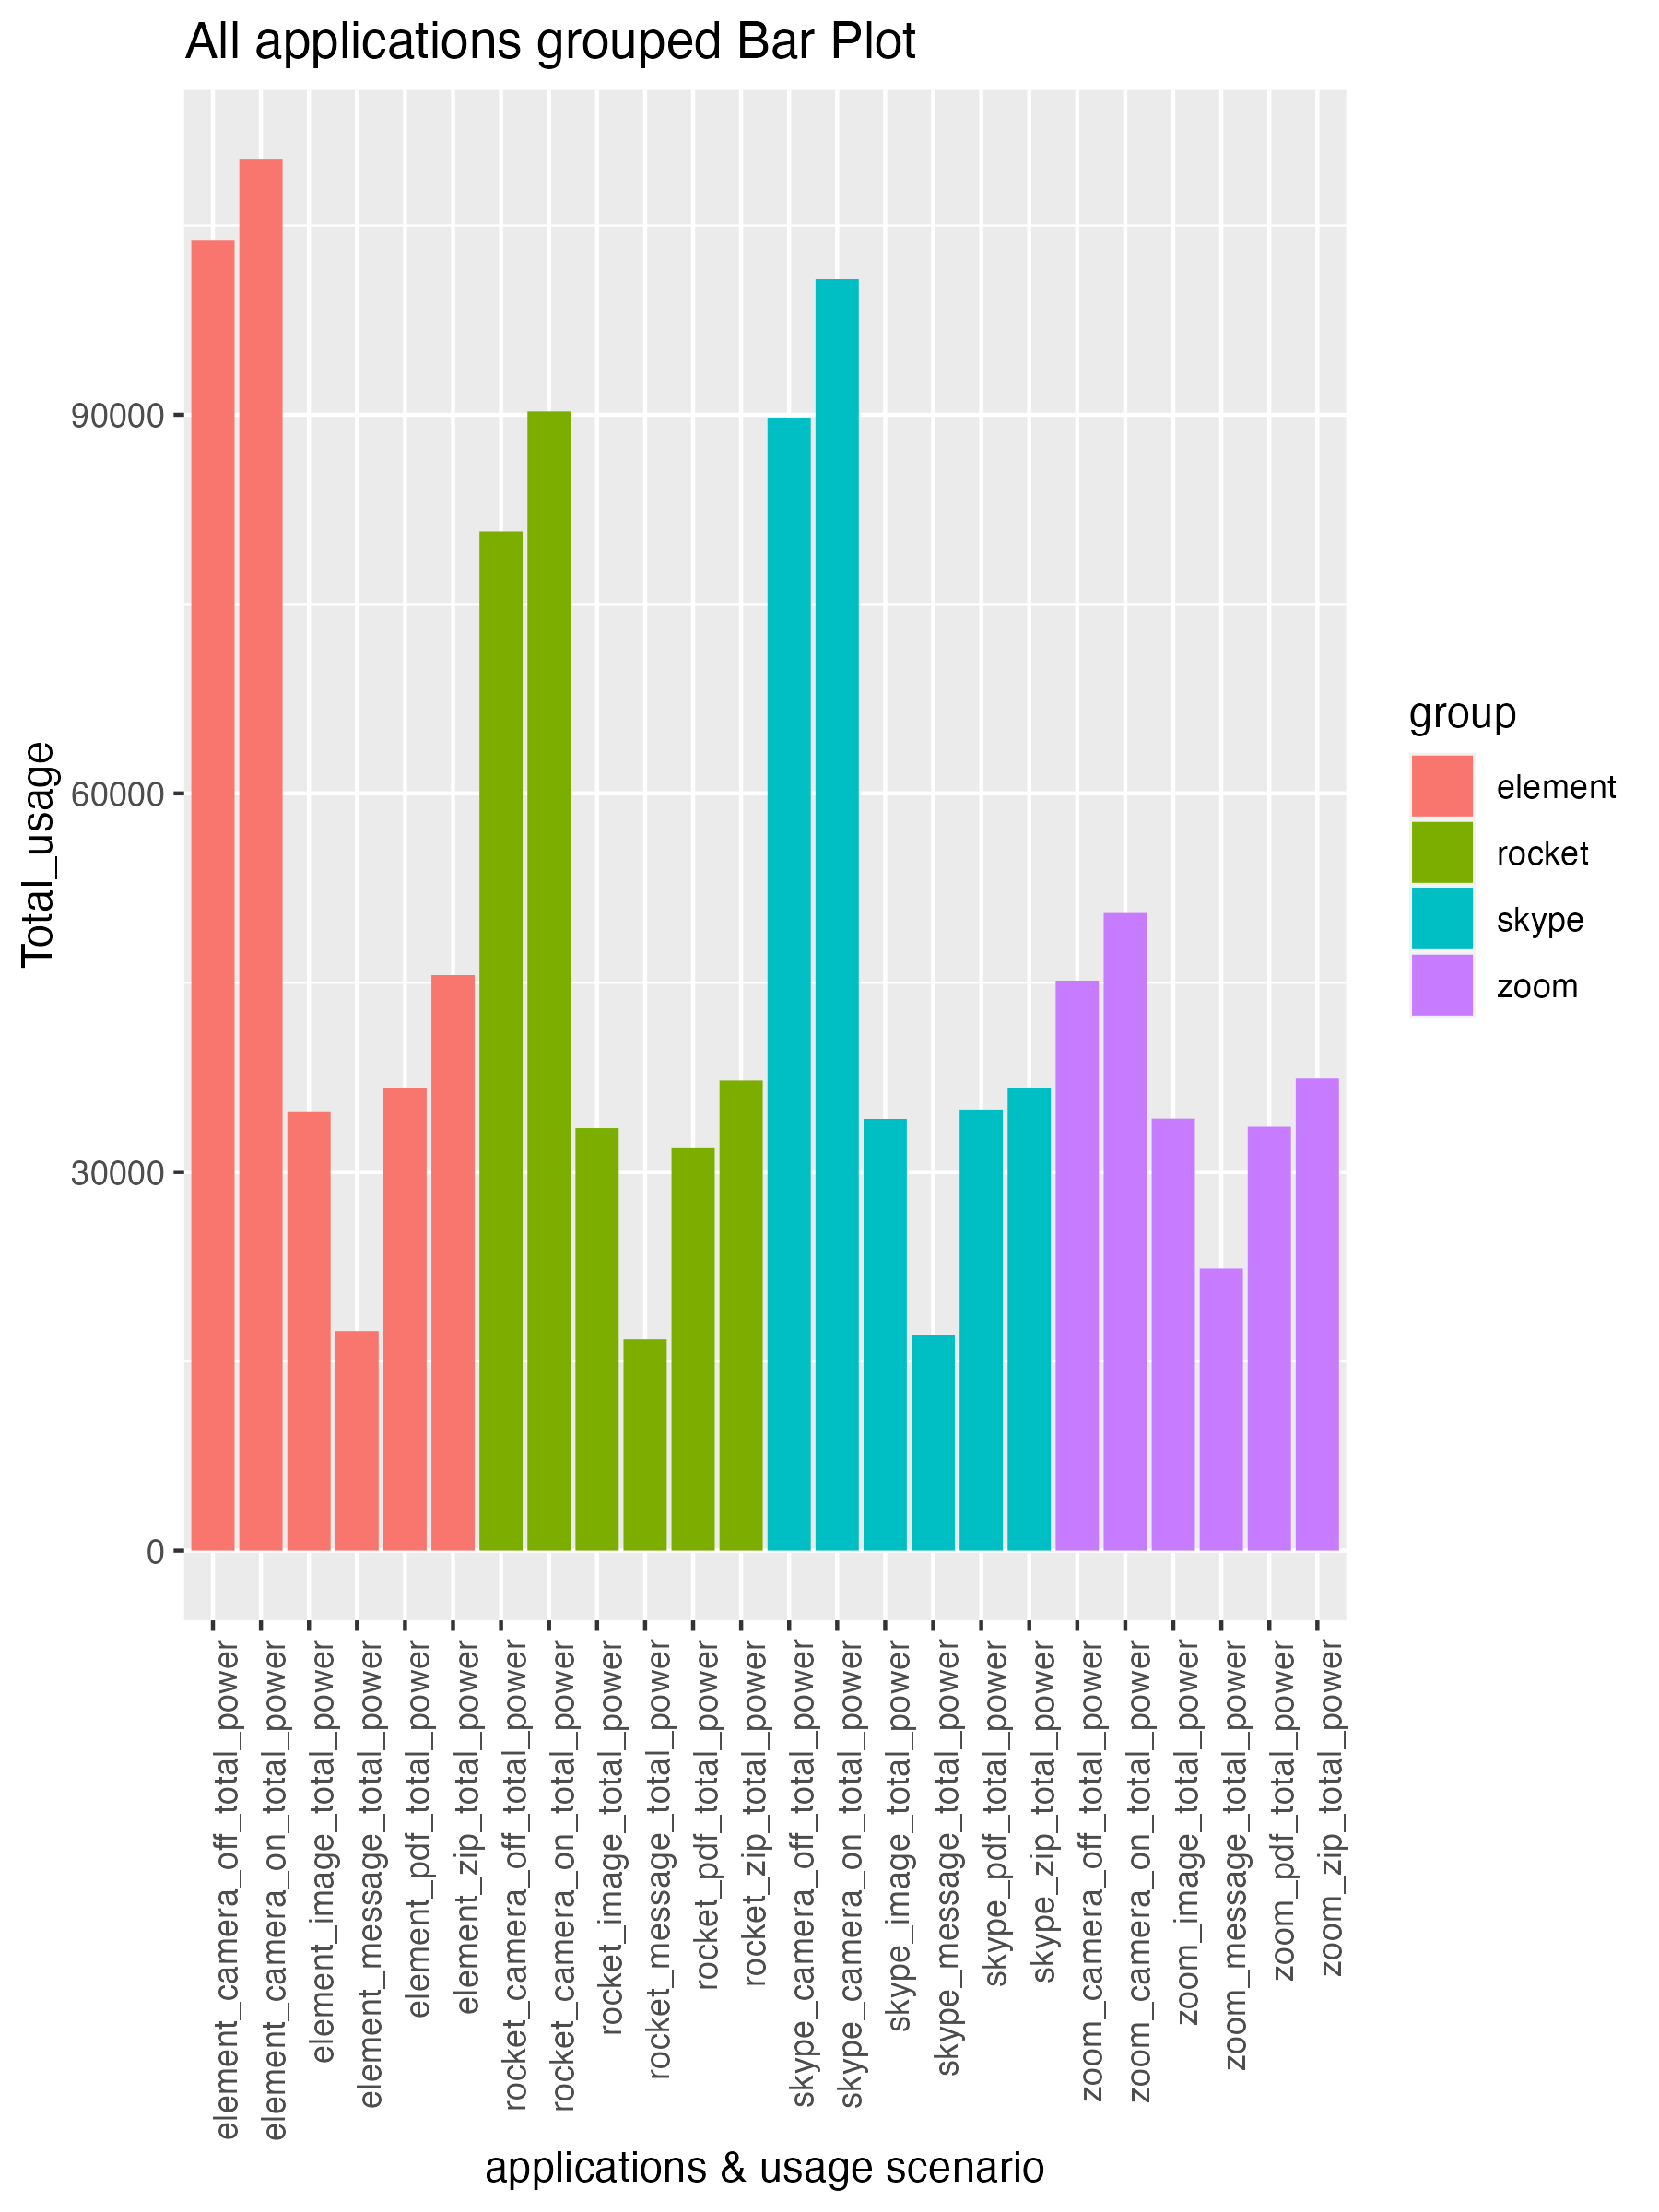 All applications grouped Bar Plot
Total_usage
90000
60000
30000
0
element_camera_off_total_power
element_camera_on_total_power
element_image_total_power
element_message_total_power
element_pdf_total_power
element_zip_total_power
rocket_camera_off_total_power
rocket_camera_on_total_power
rocket_image_total_power
rocket_message_total_power
rocket_pdf_total_power
rocket_zip_total_power
skype_camera_off_total_power
skype_camera_on_total_power
skype_image_total_power
skype_message_total_power
skype_pdf_total_power
skype_zip_total_power
zoom_camera_off_total_power
zoom_camera_on_total_power
zoom_image_total_power
zoom_message_total_power
zoom_pdf_total_power
zoom_zip_total_power
applications & usage scenario
group
element
rocket
skype
zoom